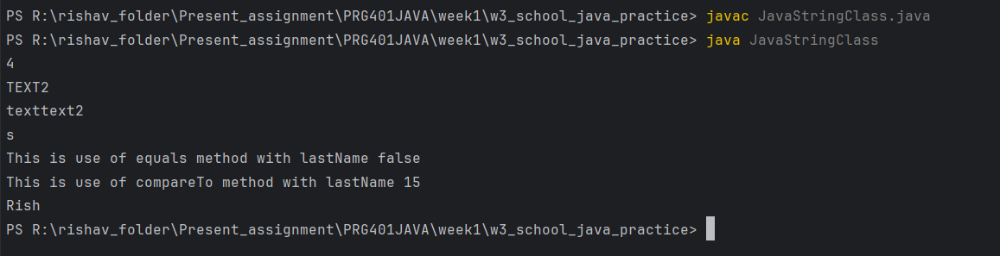 PS R:\rishav_folder\Present_assignment\PRG401JAVA\week1\w3_school_java_practice> javac JavaStringClass.java
PS R:\rishav_folder\Present_assignment\PRG401JAVA\week1\w3_school_java_practice> java JavaStringClass
4
TEXT2
texttext2
s
This is use of equals method with lastName false
This is use of compareTo method with lastName 15
Rish
PS R:\rishav_folder\Present_assignment\PRG401JAVA\week1\w3_school_java_practice>